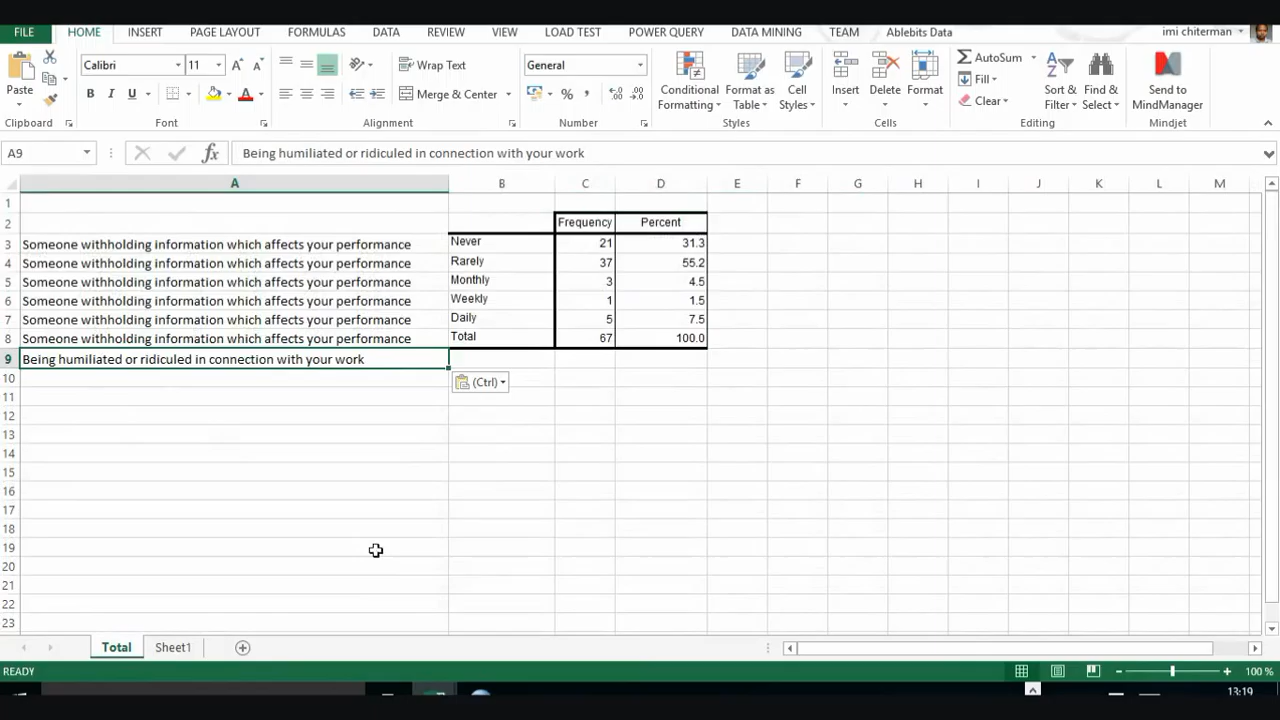 FILE HOME INSERT PAGE LAYOUT FORMULAS DATA REVIEW VIEW LOAD TEST POWER QUERY DATA MINING TEAM Ablebits Data imi chiterman
Calibri 11 Wrap Text General AutoSum
Paste Conditional Format as Cell Insert Delete Format Fill Sort & Find & Send to
B I U Merge & Center % Formatting Table Styles Clear Filter Select MindManager
Clipboard Font Alignment Number Styles Cells Editing Mindjet
A9 fx Being humiliated or ridiculed in connection with your work
A B C D E F G H I J K L M
1
2 Frequency Percent
3 Someone withholding information which affects your performance Never 21 31.3
4 Someone withholding information which affects your performance Rarely 37 55.2
5 Someone withholding information which affects your performance Monthly 3 4.5
6 Someone withholding information which affects your performance Weekly 1 1.5
7 Someone withholding information which affects your performance Daily 5 7.5
8 Someone withholding information which affects your performance Total 67 100.0
9 Being humiliated or ridiculed in connection with your work
10 (Ctrl)
11
12
13
14
15
16
17
18
19
20
21
22
23
Total Sheet1
READY 100 %
13:19